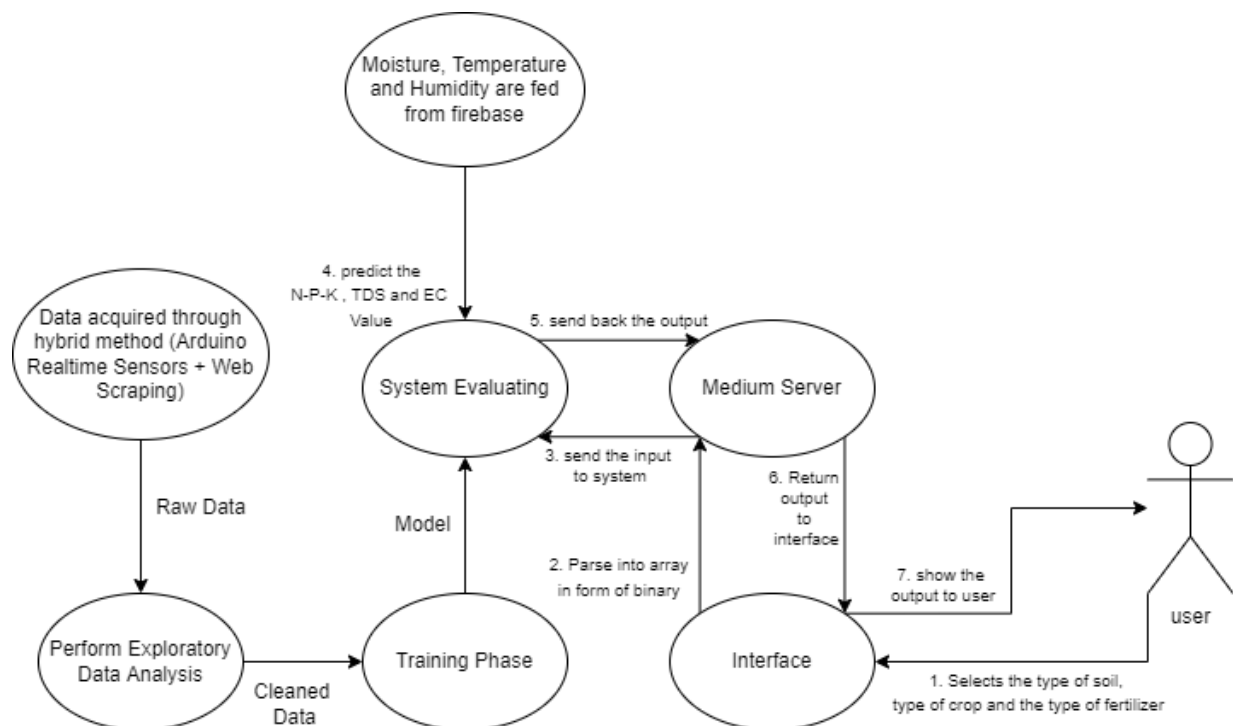 Moisture, Temperature
and Humidity are fed
from firebase
4. predict the
N-P-K , TDS and EC
Value
Data acquired through
hybrid method (Arduino
Realtime Sensors + Web
Scraping)
5. send back the output
System Evaluating
Medium Server
3. send the input
to system
6. Return
output
to
interface
Raw Data
Model
2. Parse into array
in form of binary
7. show the
output to user
user
Perform Exploratory
Data Analysis
Training Phase
Interface
Cleaned
Data
1. Selects the type of soil,
type of crop and the type of fertilizer